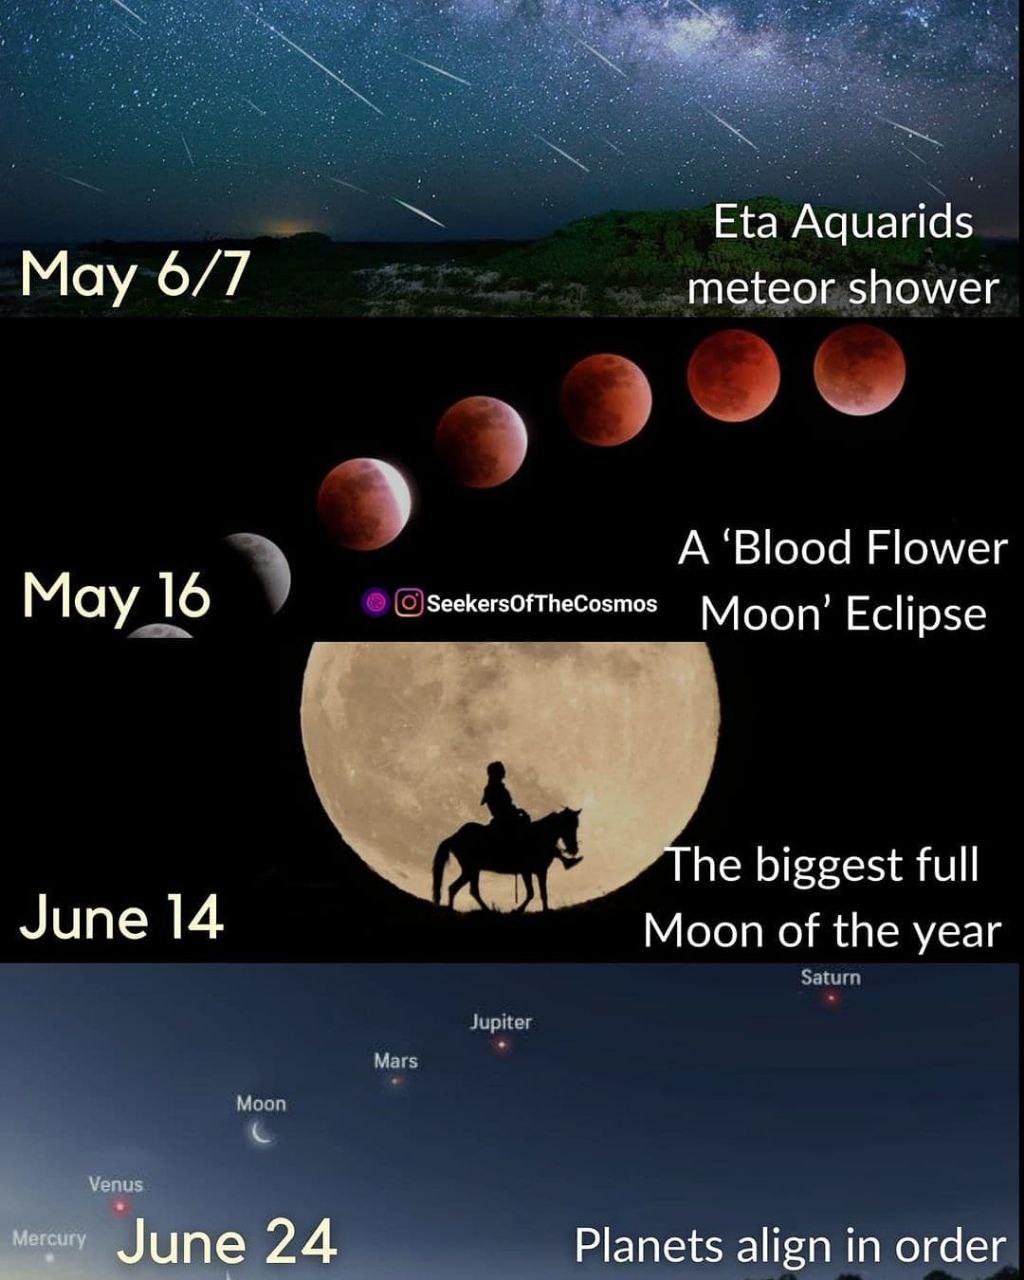 Eta Aquarids
meteor shower
May 6/7
A ‘Blood Flower
Moon’ Eclipse
May 16
SeekersOfTheCosmos
The biggest full
Moon of the year
June 14
Saturn
Jupiter
Mars
Moon
Venus
Mercury
June 24
Planets align in order